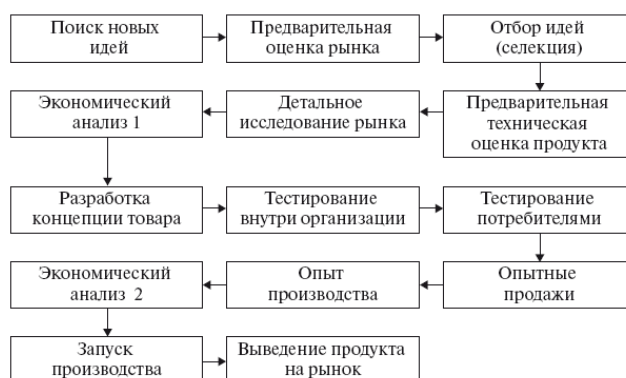 Поиск новых
идей
Предварительная
оценка рынка
Отбор идей
(селекция)
Предварительная
техническая
оценка продукта
Детальное
исследование рынка
Экономический
анализ 1
Разработка
концепции товара
Тестирование
внутри организации
Тестирование
потребителями
Опытные
продажи
Опыт
производства
Экономический
анализ 2
Запуск
производства
Выведение продукта
на рынок